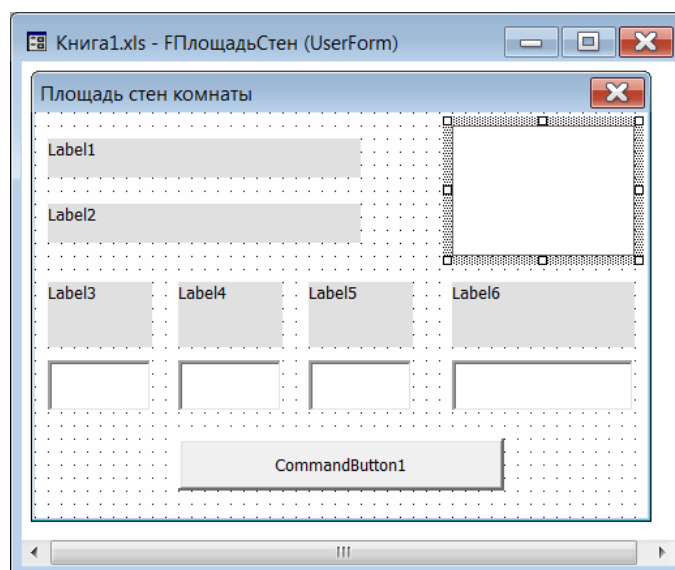 Книга1.xls - FПлощадьСтен (UserForm)
Площадь стен комнаты
Label1
Label2
Label3 Label4 Label5 Label6
CommandButton1